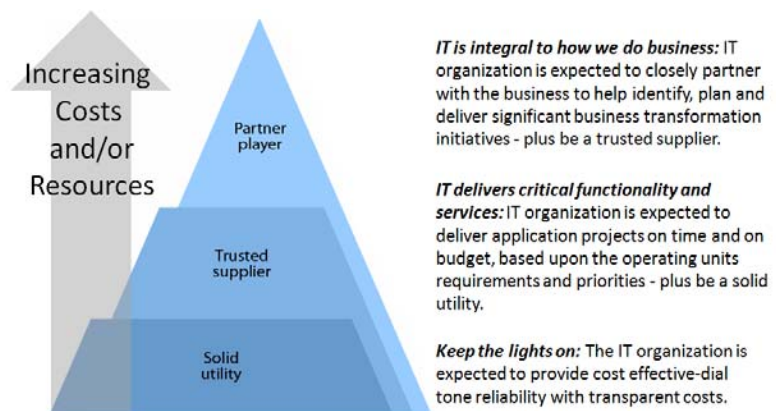 Increasing
Costs
and/or
Resources
Partner
player
Trusted
supplier
Solid
utility
IT is integral to how we do business: IT
organization is expected to closely partner
with the business to help identify, plan and
deliver significant business transformation
initiatives - plus be a trusted supplier.
IT delivers critical functionality and
services: IT organization is expected to
deliver application projects on time and on
budget, based upon the operating units
requirements and priorities - plus be a solid
utility.
Keep the lights on: The IT organization is
expected to provide cost effective-dial
tone reliability with transparent costs.